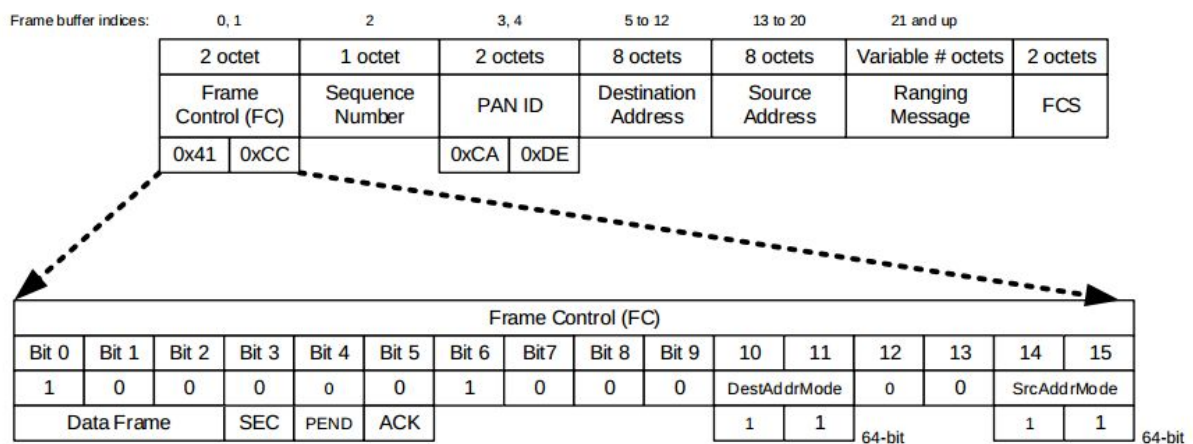 Frame buffer indices: 0, 1 2 3, 4 5 to 12 13 to 20 21 and up
2 octet 1 octet 2 octets 8 octets 8 octets Variable # octets 2 octets
Frame Control (FC) Sequence Number PAN ID Destination Address Source Address Ranging Message FCS
0x41 0xCC 0xCA 0xDE
Frame Control (FC)
Bit 0 Bit 1 Bit 2 Bit 3 Bit 4 Bit 5 Bit 6 Bit7 Bit 8 Bit 9 10 11 12 13 14 15
1 0 0 0 0 0 1 0 0 0 DestAddrMode 0 0 SrcAddrMode
Data Frame SEC PEND ACK 1 1 64-bit 1 1 64-bit